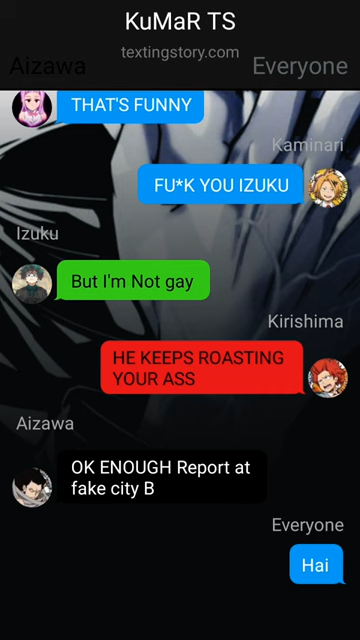 KuMaR TS
textingstory.com
Aizawa
Everyone
THAT'S FUNNY
Kaminari
FU*K YOU IZUKU
Izuku
But I'm Not gay
Kirishima
HE KEEPS ROASTING
YOUR ASS
Aizawa
OK ENOUGH Report at
fake city B
Everyone
Hai